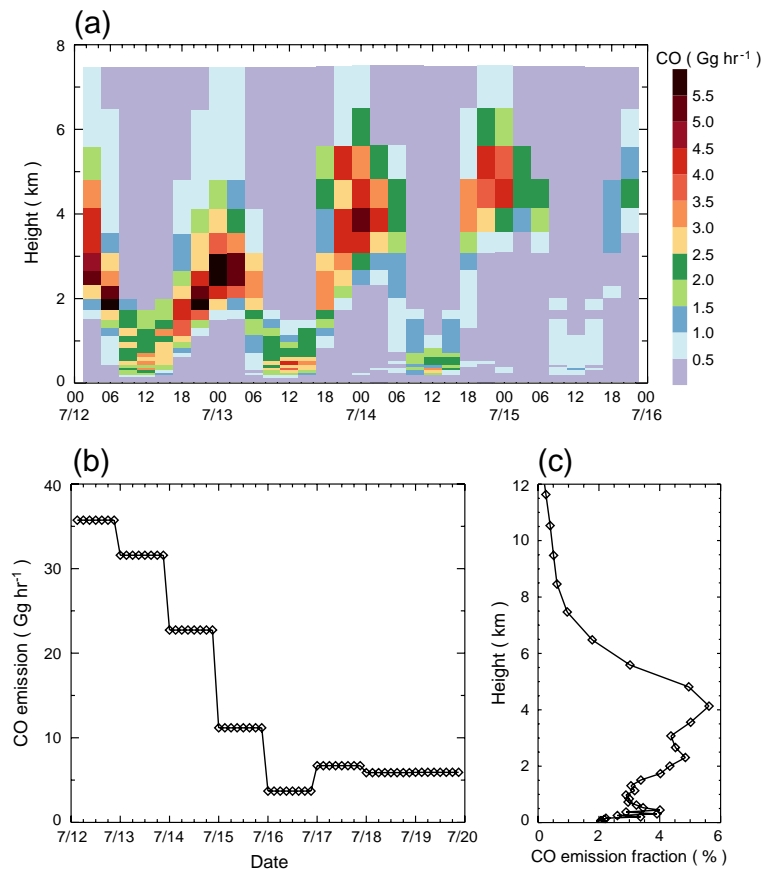 (a)
CO ( Gg hr⁻¹ )
8
6
4
2
0
Height ( km )
5.5
5.0
4.5
4.0
3.5
3.0
2.5
2.0
1.5
1.0
0.5
00 06 12 18 00 06 12 18 00 06 12 18 00 06 12 18 00
7/12 7/13 7/14 7/15 7/16
(b)
40
30
20
10
0
CO emission ( Gg hr⁻¹ )
7/12 7/13 7/14 7/15 7/16 7/17 7/18 7/19 7/20
Date
(c)
12
10
8
6
4
2
0
Height ( km )
0 2 4 6
CO emission fraction ( % )